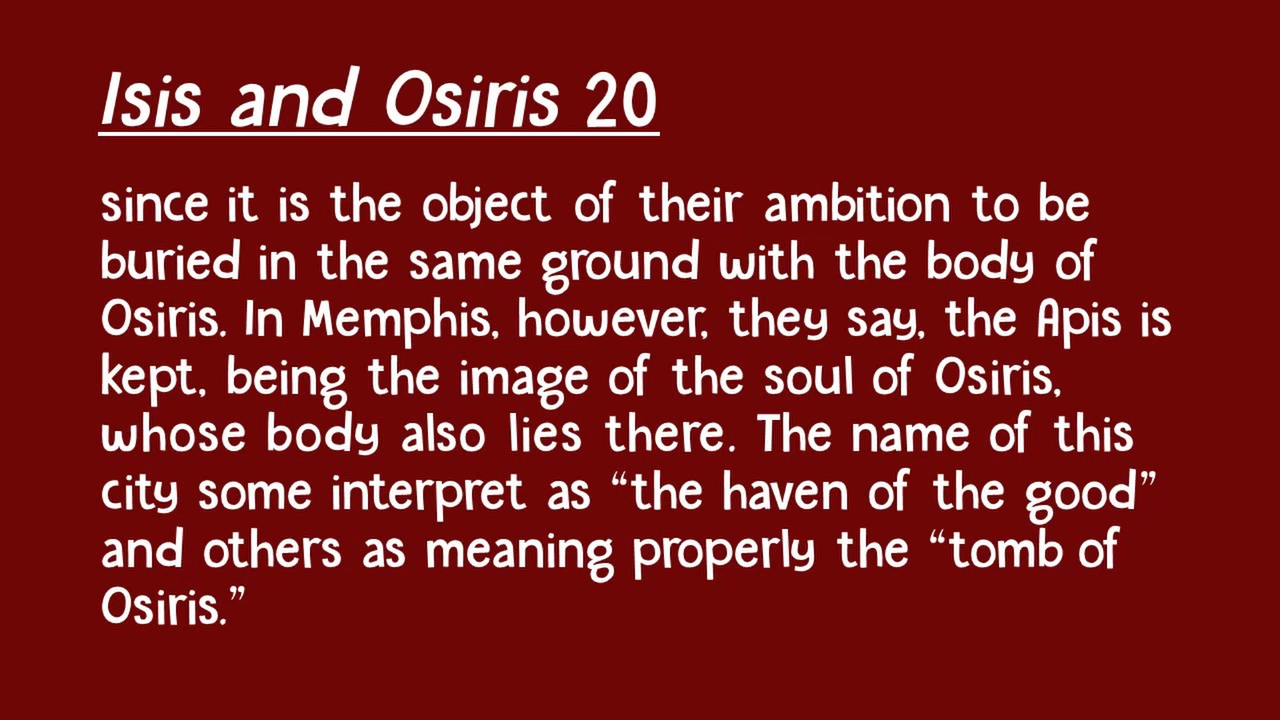 Isis and Osiris 20
since it is the object of their ambition to be
buried in the same ground with the body of
Osiris. In Memphis, however, they say, the Apis is
kept, being the image of the soul of Osiris,
whose body also lies there. The name of this
city some interpret as “the haven of the good”
and others as meaning properly the “tomb of
Osiris.”